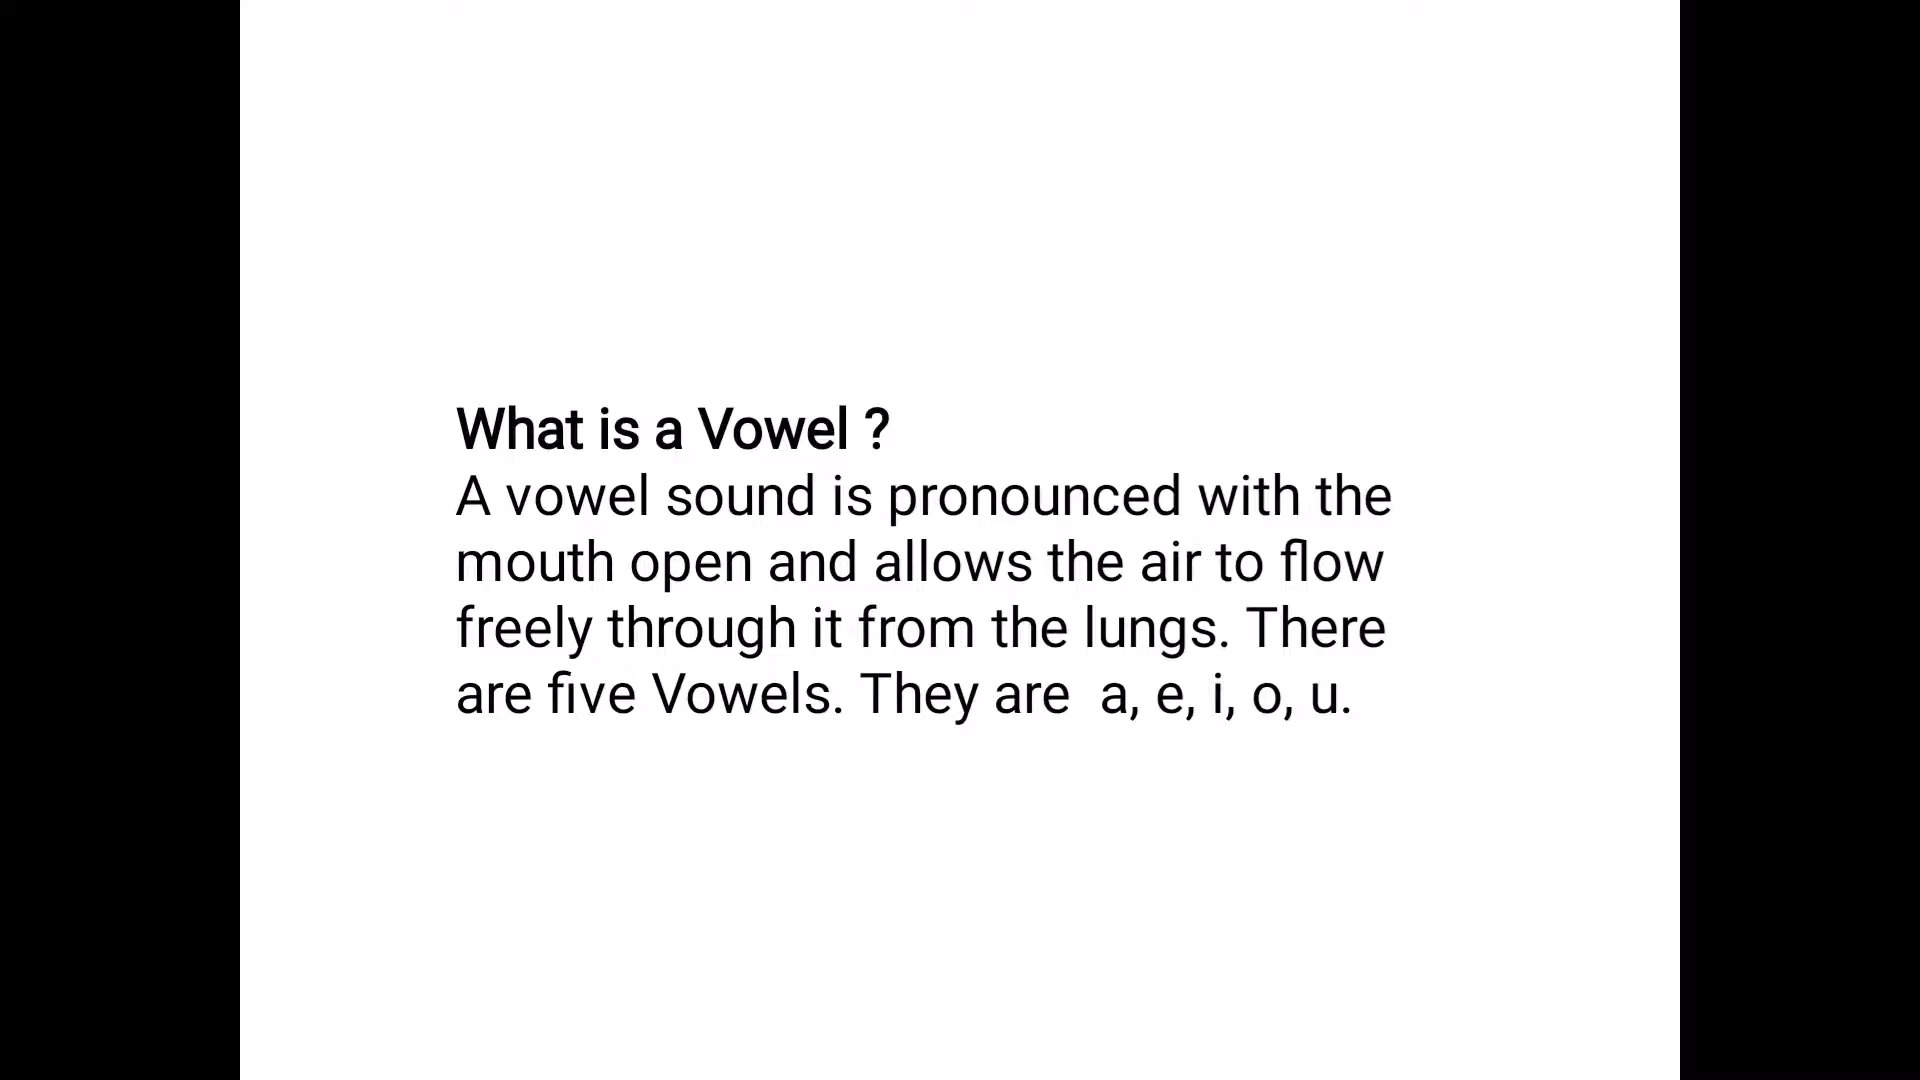 What is a Vowel ?
A vowel sound is pronounced with the
mouth open and allows the air to flow
freely through it from the lungs. There
are five Vowels. They are  a, e, i, o, u.